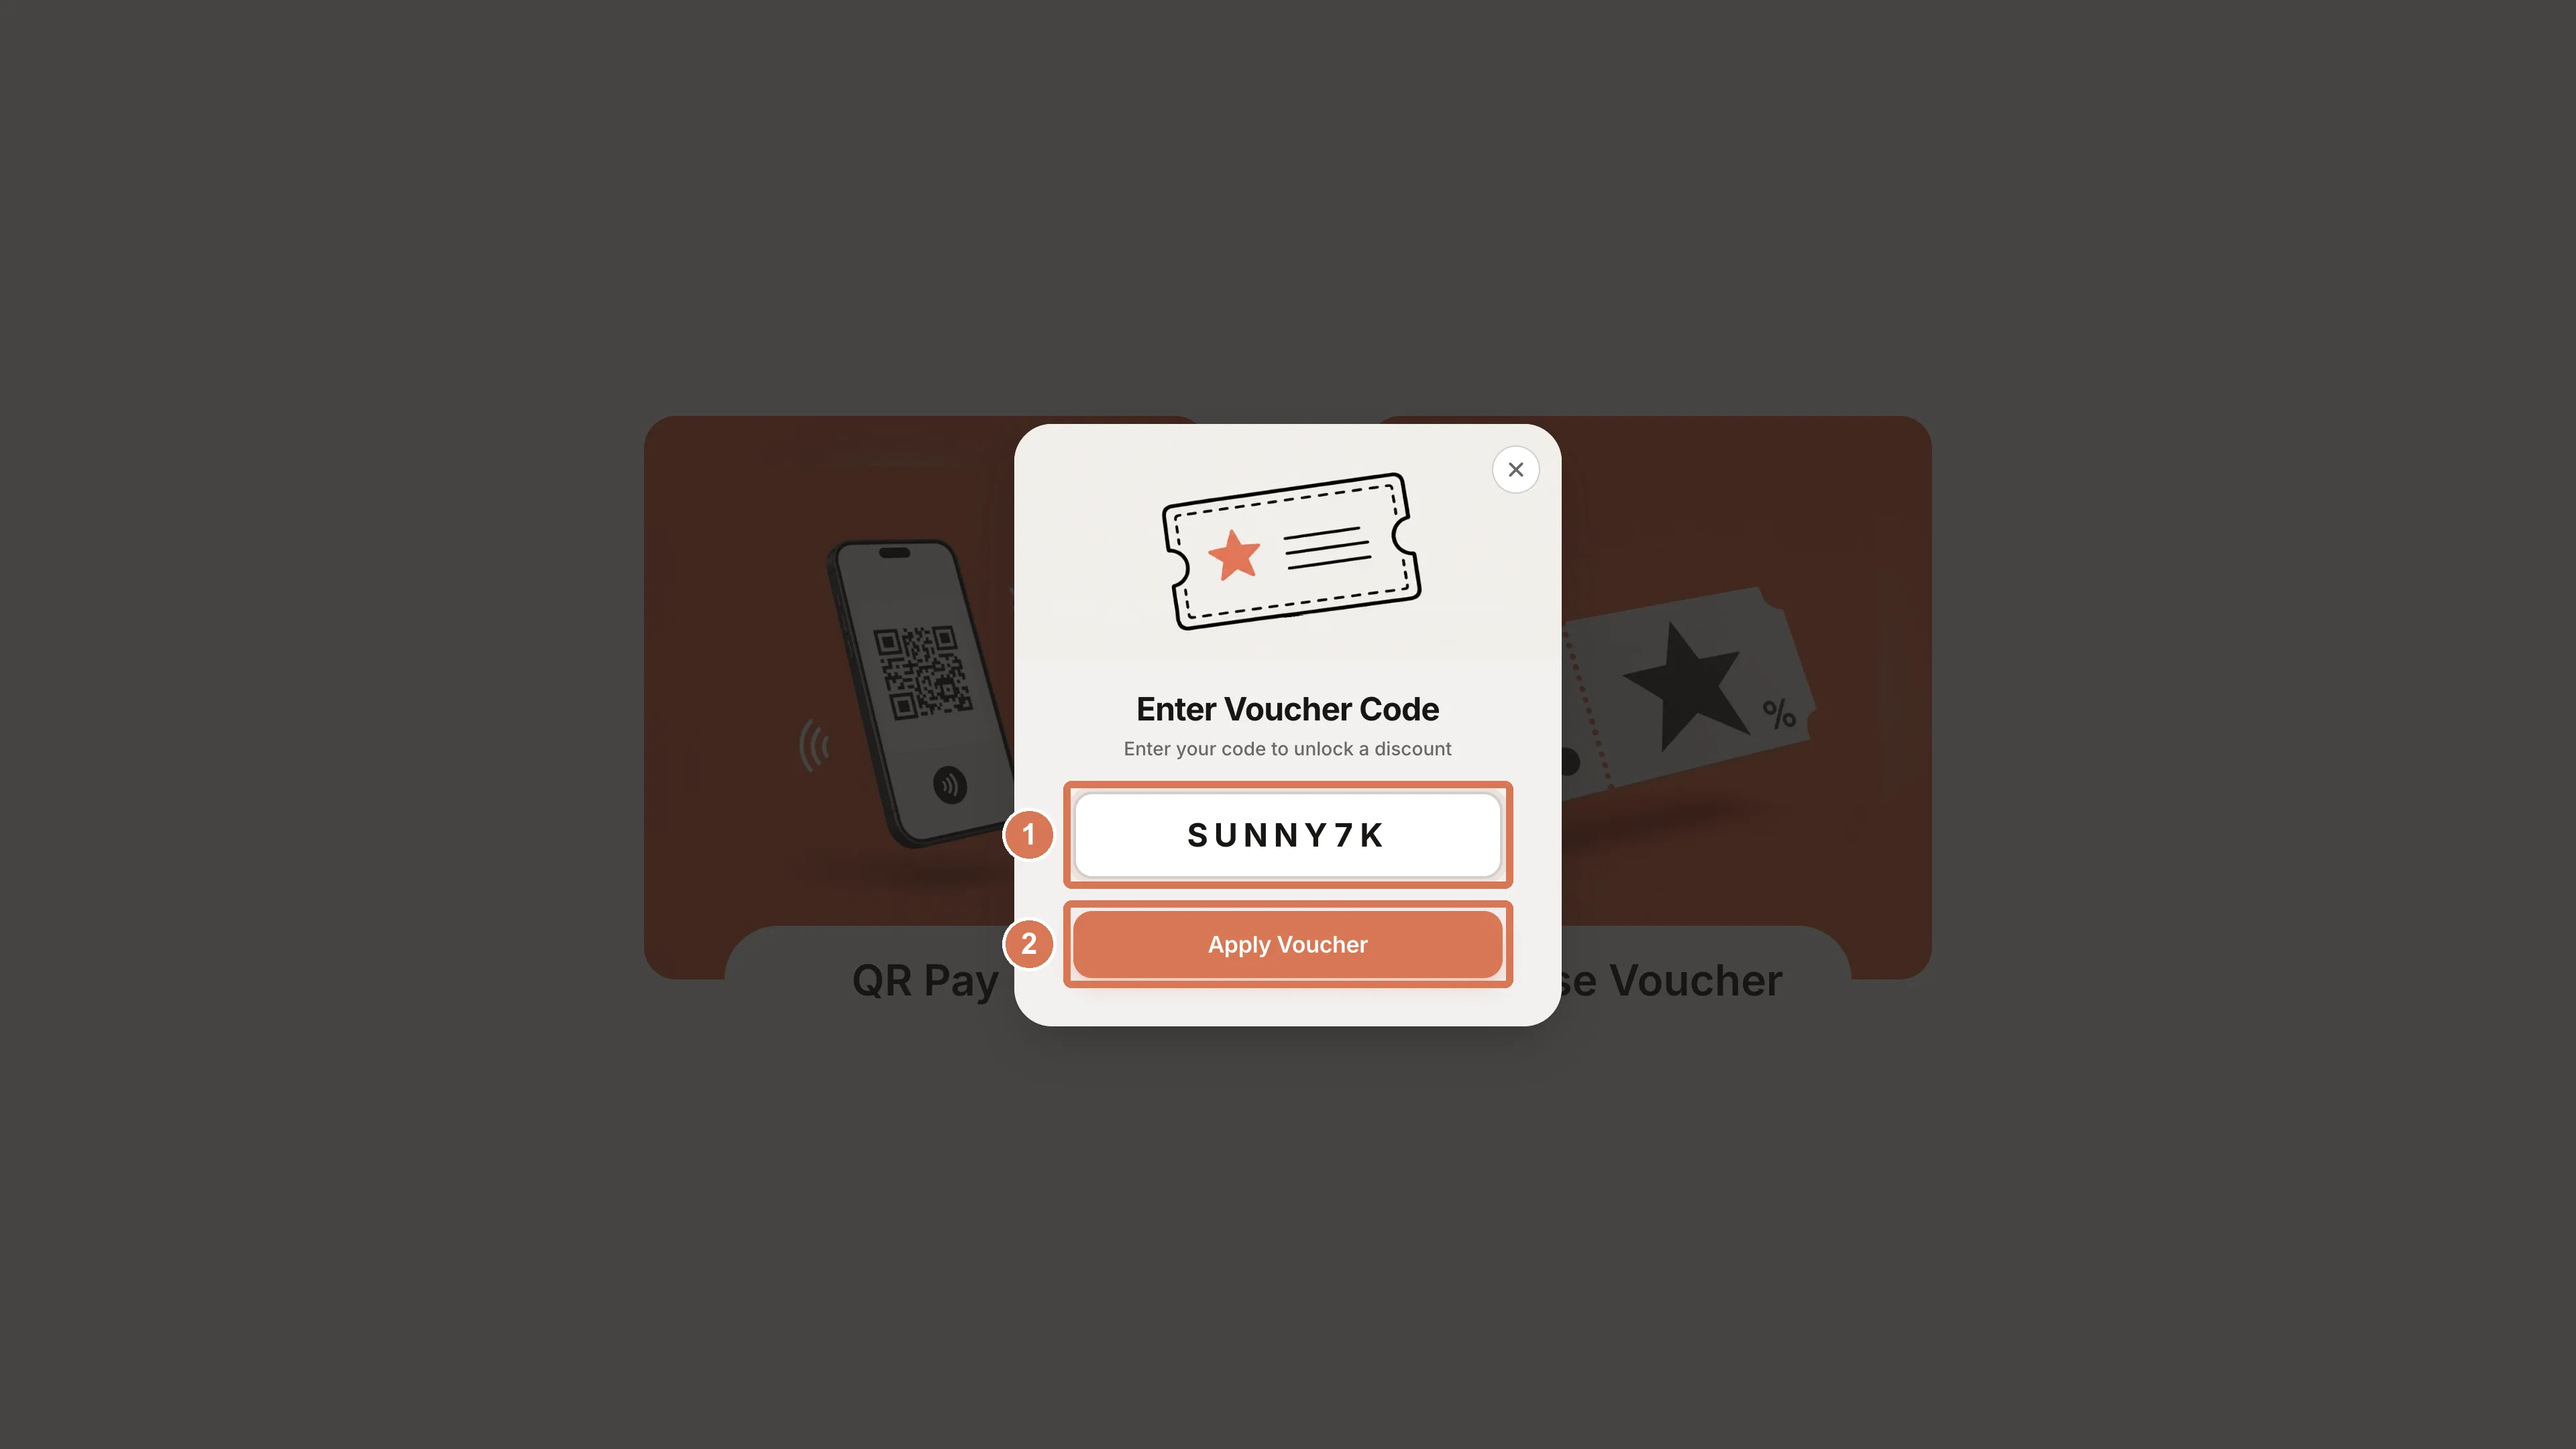 Enter Voucher Code
Enter your code to unlock a discount
1
SUNNY7K
2
Apply Voucher
QR Pay
se Voucher
%